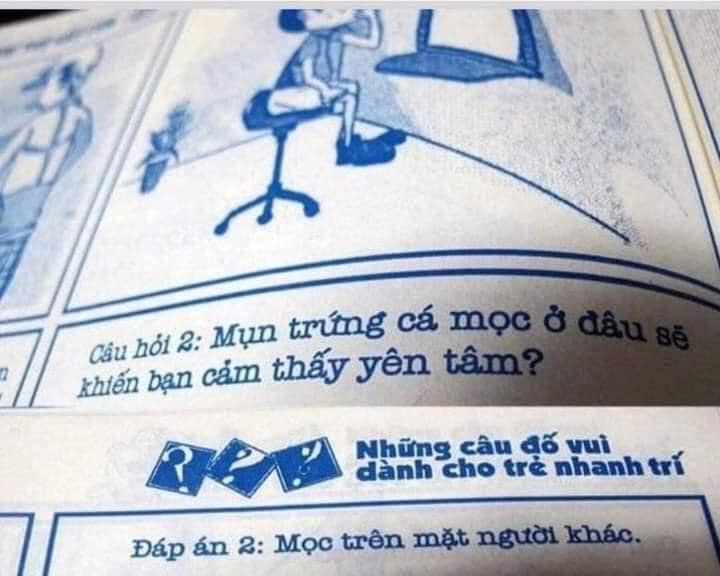 Câu hỏi 2: Mụn trứng cá mọc ở đâu sẽ
khiến bạn cảm thấy yên tâm?
? ? ?
Những câu đố vui
dành cho trẻ nhanh trí
Đáp án 2: Mọc trên mặt người khác.